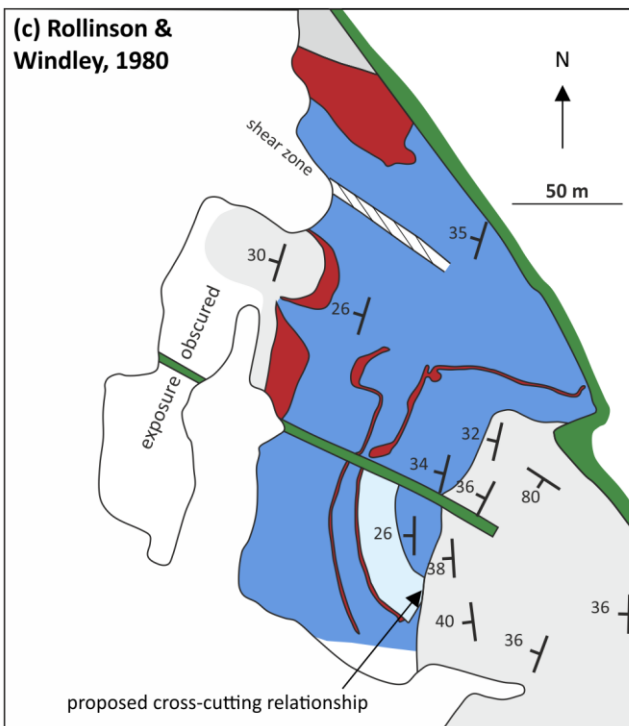 (c) Rollinson &
Windley, 1980
N
50 m
shear zone
35
30
26
exposure obscured
32
34
36
80
26
38
40
36
36
proposed cross-cutting relationship